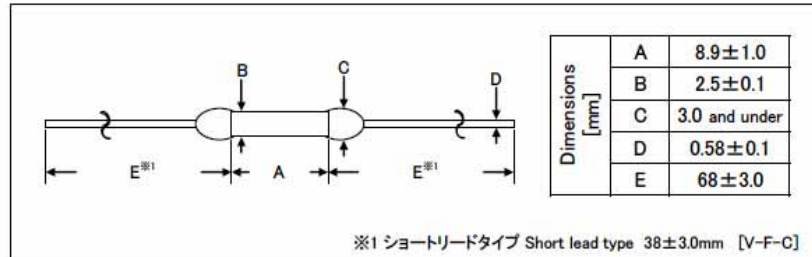 B
C
D
E※1
A
E※1
Dimensions
[mm]
A 8.9±1.0
B 2.5±0.1
C 3.0 and under
D 0.58±0.1
E 68±3.0
※1 ショートリードタイプ Short lead type 38±3.0mm [V-F-C]